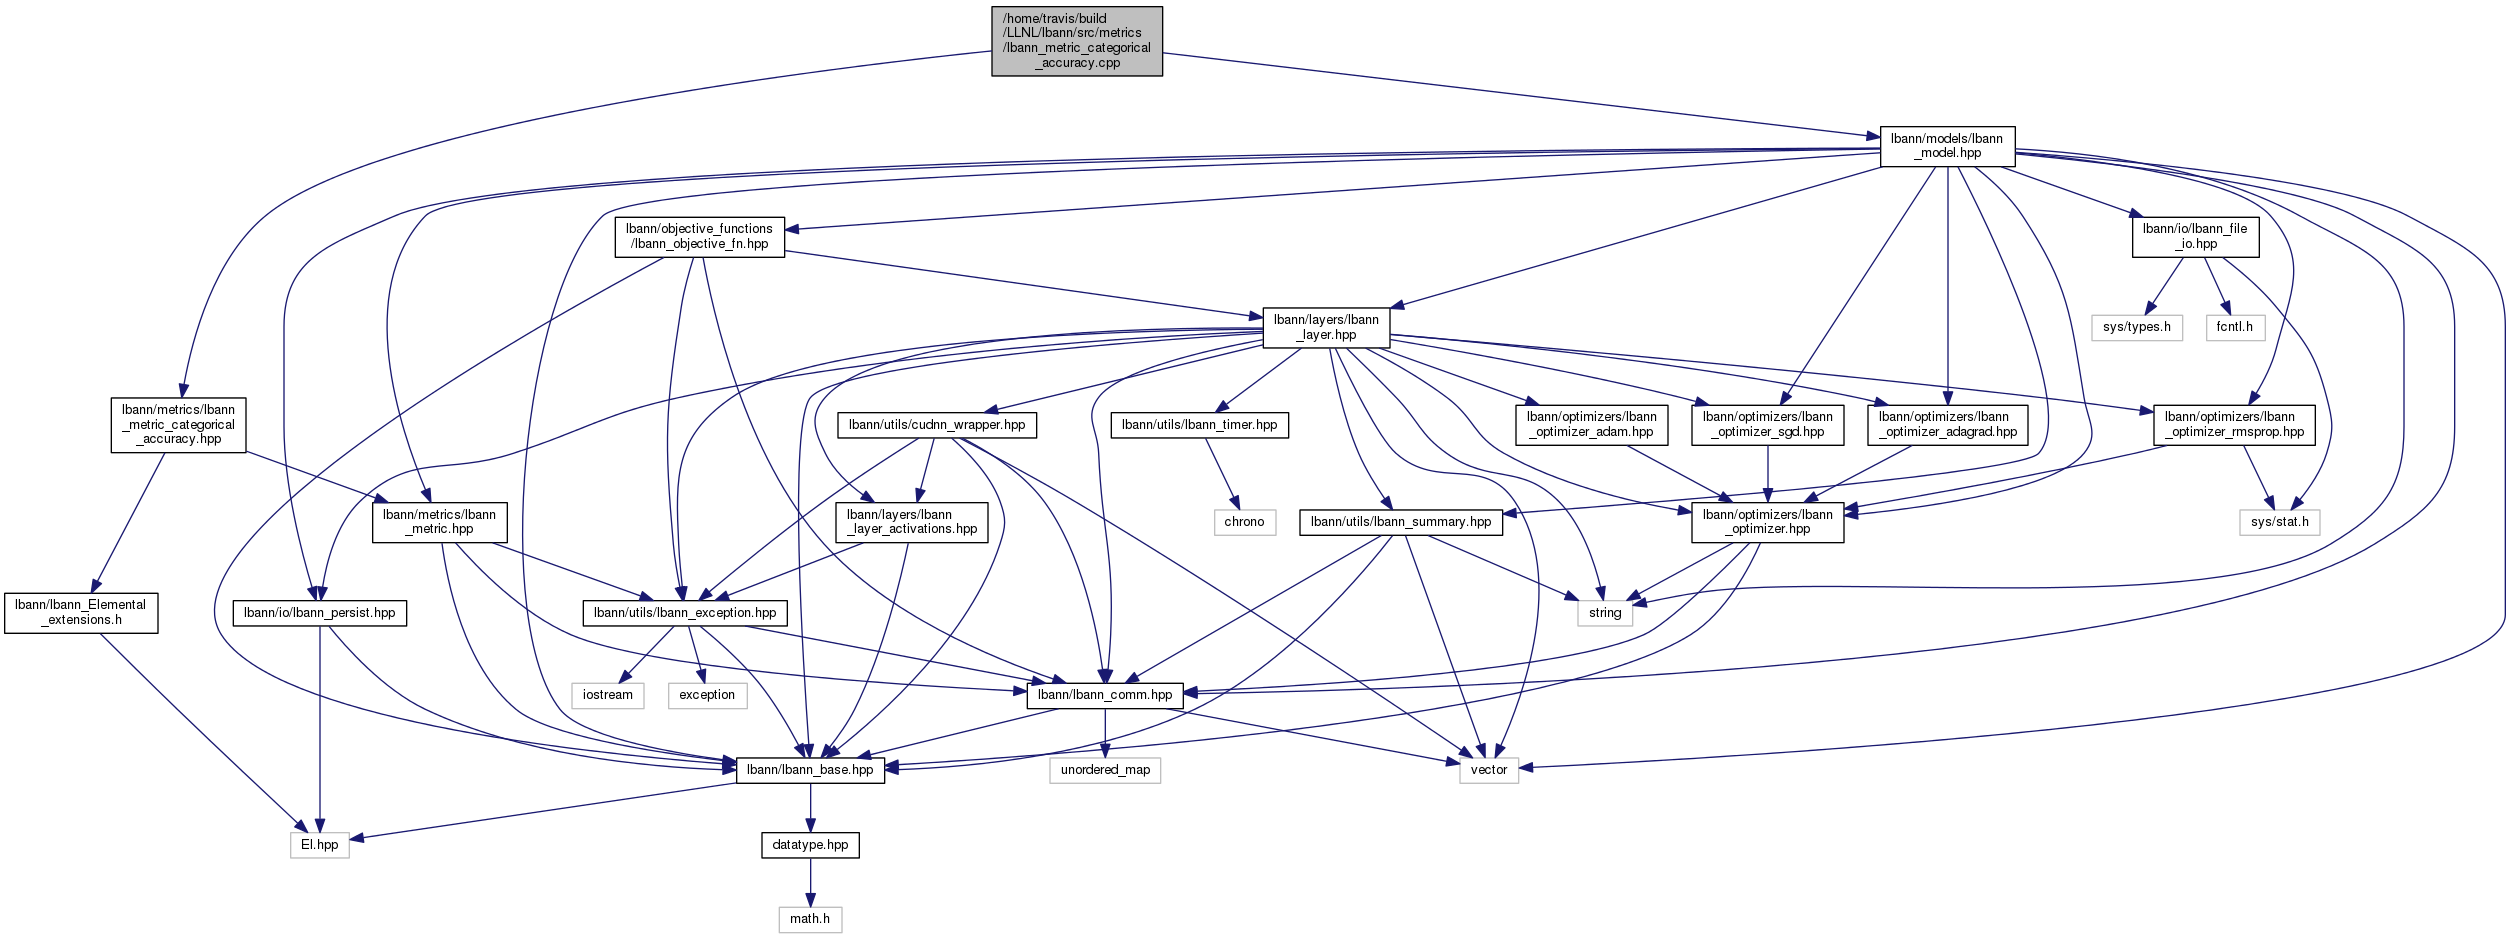 /home/travis/build
/LLNL/lbann/src/metrics
/lbann_metric_categorical
_accuracy.cpp
lbann/models/lbann
_model.hpp
lbann/objective_functions
/lbann_objective_fn.hpp
lbann/io/lbann_file
_io.hpp
lbann/layers/lbann
_layer.hpp
sys/types.h
fcntl.h
lbann/metrics/lbann
_metric_categorical
_accuracy.hpp
lbann/utils/cudnn_wrapper.hpp
lbann/utils/lbann_timer.hpp
lbann/optimizers/lbann
_optimizer_adam.hpp
lbann/optimizers/lbann
_optimizer_sgd.hpp
lbann/optimizers/lbann
_optimizer_adagrad.hpp
lbann/optimizers/lbann
_optimizer_rmsprop.hpp
lbann/metrics/lbann
_metric.hpp
lbann/layers/lbann
_layer_activations.hpp
chrono
lbann/utils/lbann_summary.hpp
lbann/optimizers/lbann
_optimizer.hpp
sys/stat.h
lbann/lbann_Elemental
_extensions.h
lbann/io/lbann_persist.hpp
lbann/utils/lbann_exception.hpp
string
iostream
exception
lbann/lbann_comm.hpp
lbann/lbann_base.hpp
unordered_map
vector
El.hpp
datatype.hpp
math.h